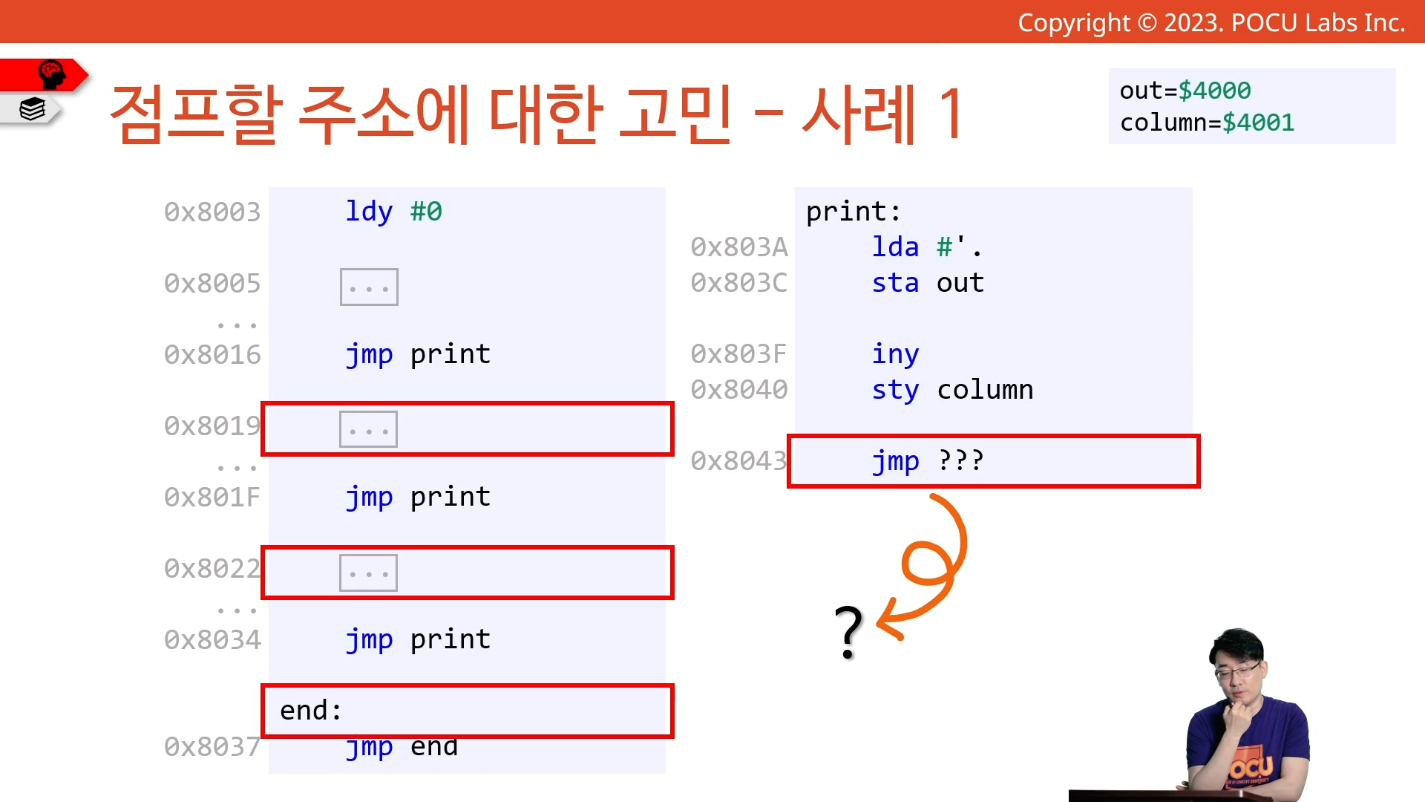 Copyright © 2023. POCU Labs Inc.
점프할 주소에 대한 고민 - 사례 1
out=$4000
column=$4001
0x8003 ldy #0
0x8005 ...
...
0x8016 jmp print
0x8019 ...
...
0x801F jmp print
0x8022 ...
...
0x8034 jmp print
end:
0x8037 jmp end
print:
0x803A lda #'.
0x803C sta out
0x803F iny
0x8040 sty column
0x8043 jmp ???
?
POCU